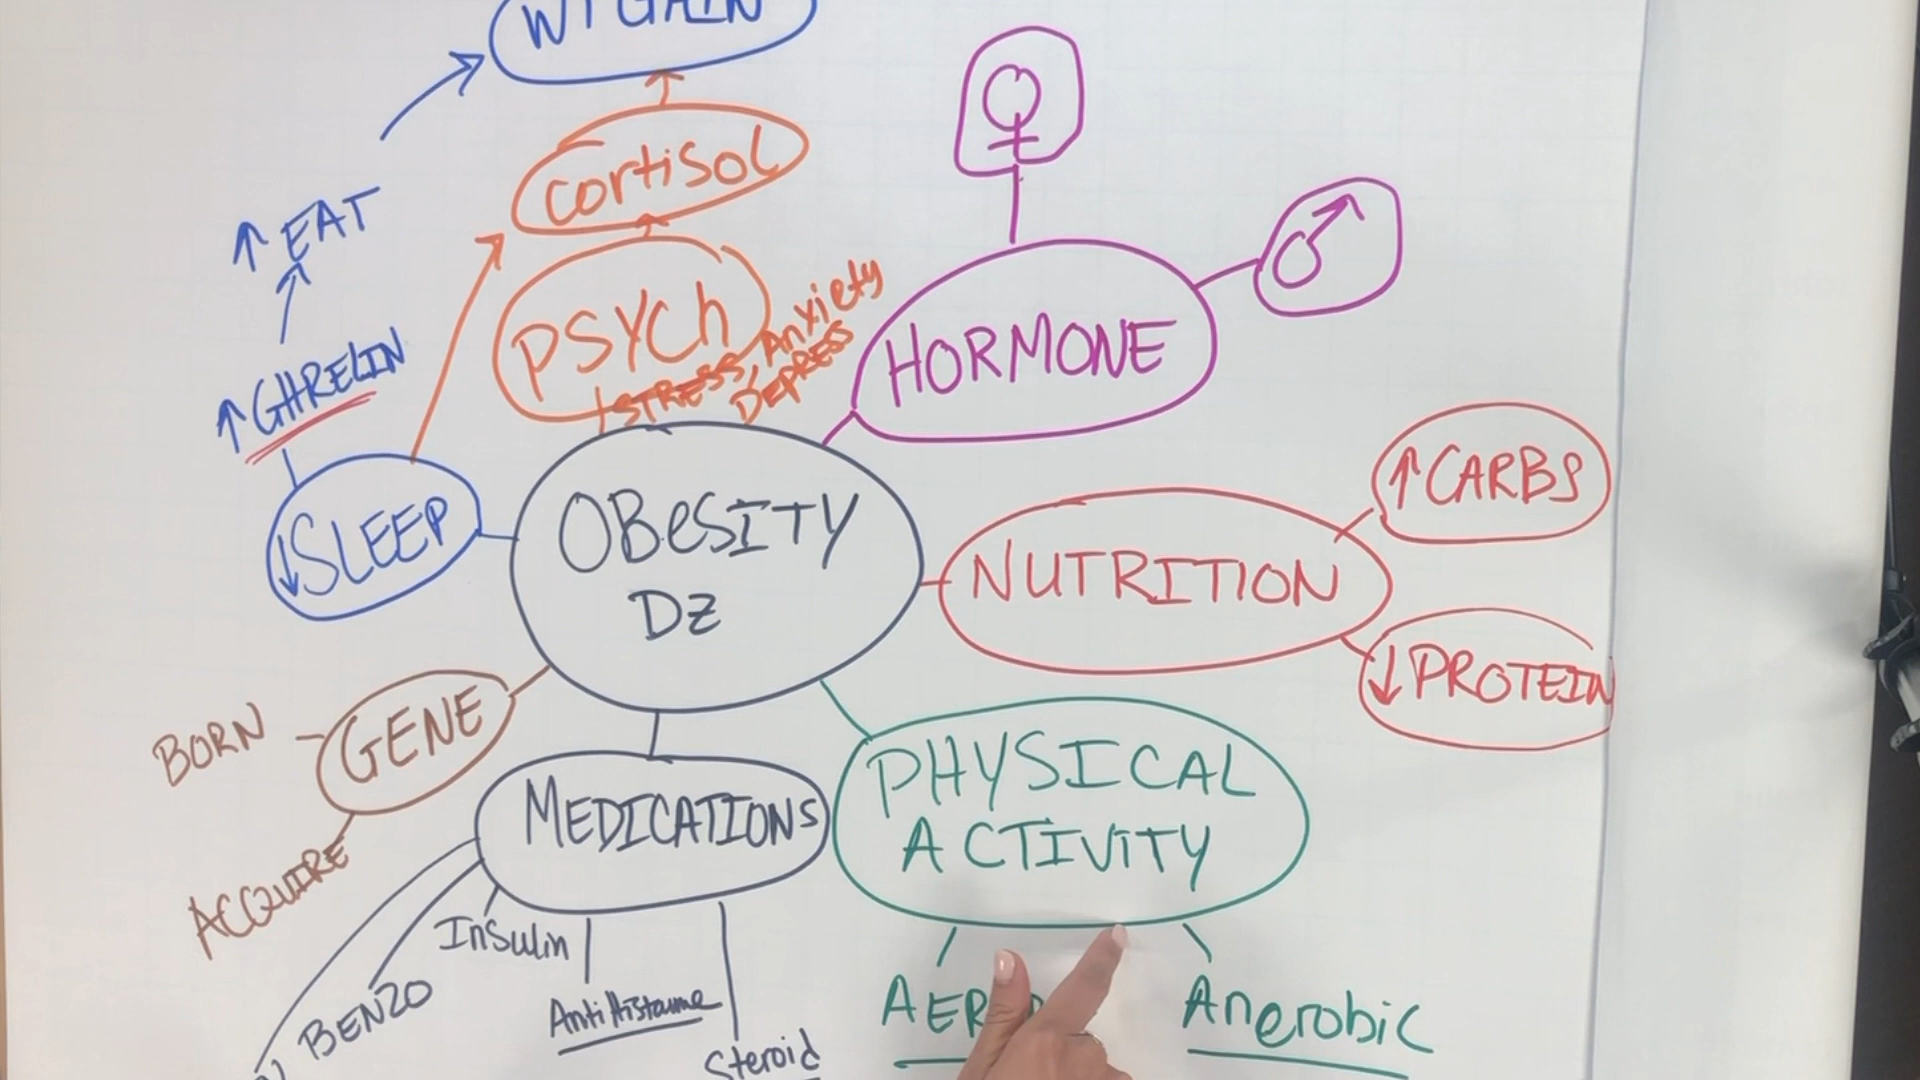 WT GAIN
cortisol
↑ EAT
PSYCh
STRESS, Anxiety
DEPRESS
HORMONE
♀
♂
↑ GHRELIN
↓ SLEEP
OBeSITY
DZ
NUTRITION
↑ CARBS
↓ PROTEIN
GENE
BORN
ACQUIRE
MEDICATIONS
InSulin
BENZO
AntiHistamine
Steroid
PHYSICAL
ACTIVITY
AER
Anerobic